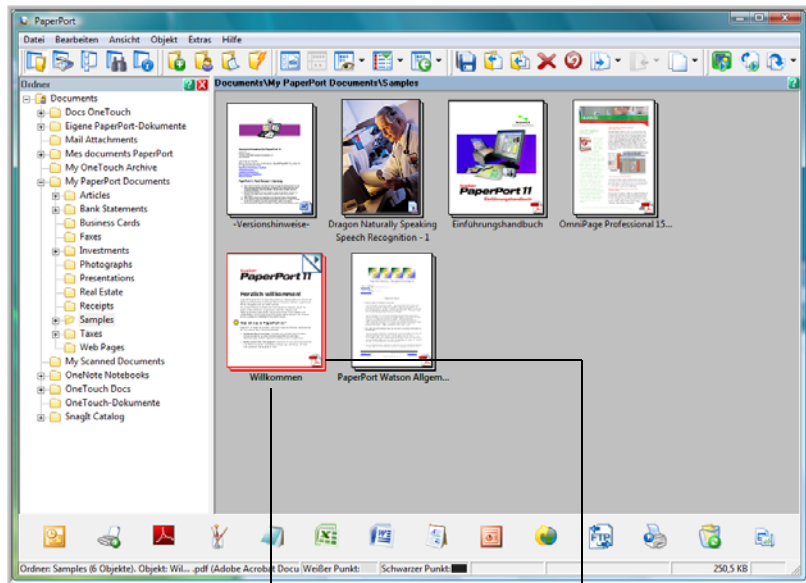 PaperPort
Datei Bearbeiten Ansicht Objekt Extras Hilfe
Ordner
Documents\My PaperPort Documents\Samples
Documents
Docs OneTouch
Eigene PaperPort-Dokumente
Mail Attachments
Mes documents PaperPort
My OneTouch Archive
My PaperPort Documents
Articles
Bank Statements
Business Cards
Faxes
Investments
Photographs
Presentations
Real Estate
Receipts
Samples
Taxes
Web Pages
My Scanned Documents
OneNote Notebooks
OneTouch Docs
OneTouch-Dokumente
SnagIt Catalog
PaperPort 11
Einführungshandbuch
-Versionshinweise-
Dragon Naturally Speaking
Speech Recognition - 1
Einführungshandbuch
OmniPage Professional 15...
PaperPort 11
Herzlich willkommen!
Willkommen
PaperPort Watson Allgem...
FTP
Ordner: Samples (6 Objekte). Objekt: Wil... .pdf (Adobe Acrobat Docu
Weißer Punkt:
Schwarzer Punkt:
250,5 KB